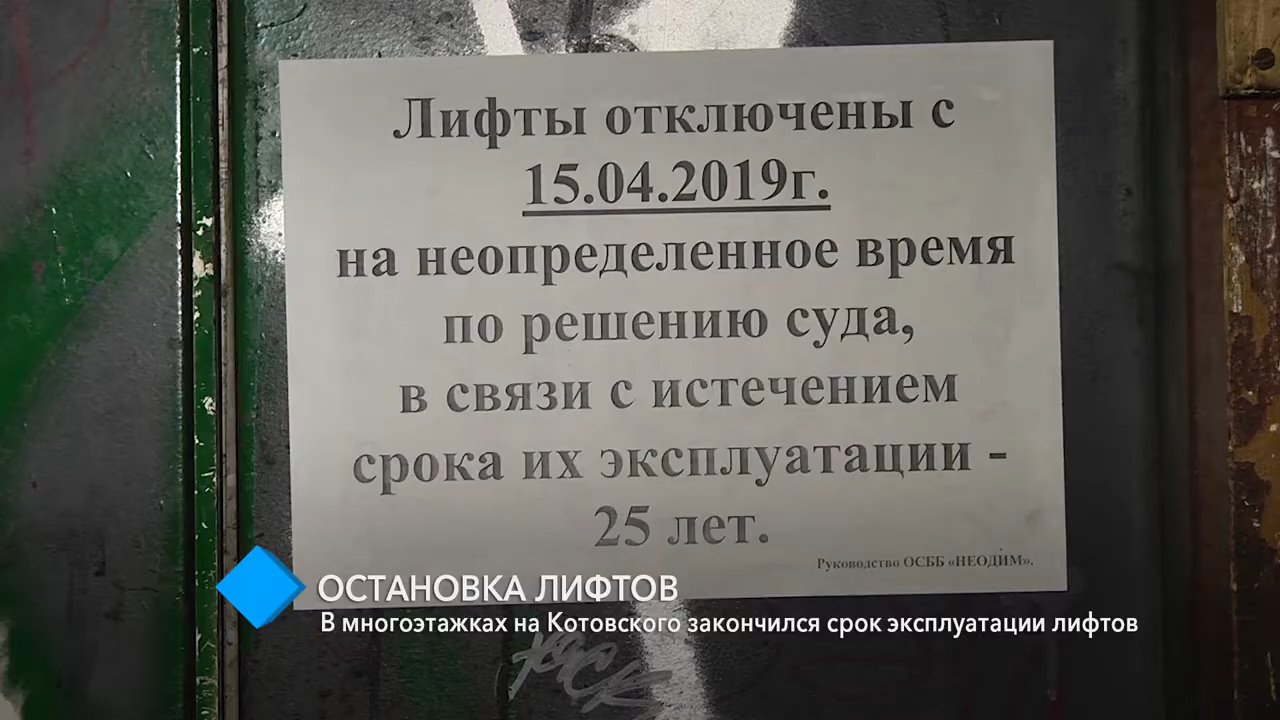 Лифты отключены с
15.04.2019г.
на неопределенное время
по решению суда,
в связи с истечением
срока их эксплуатации -
25 лет.
Руководство ОСББ «НЕОДИМ».
ОСТАНОВКА ЛИФТОВ
В многоэтажках на Котовского закончился срок эксплуатации лифтов